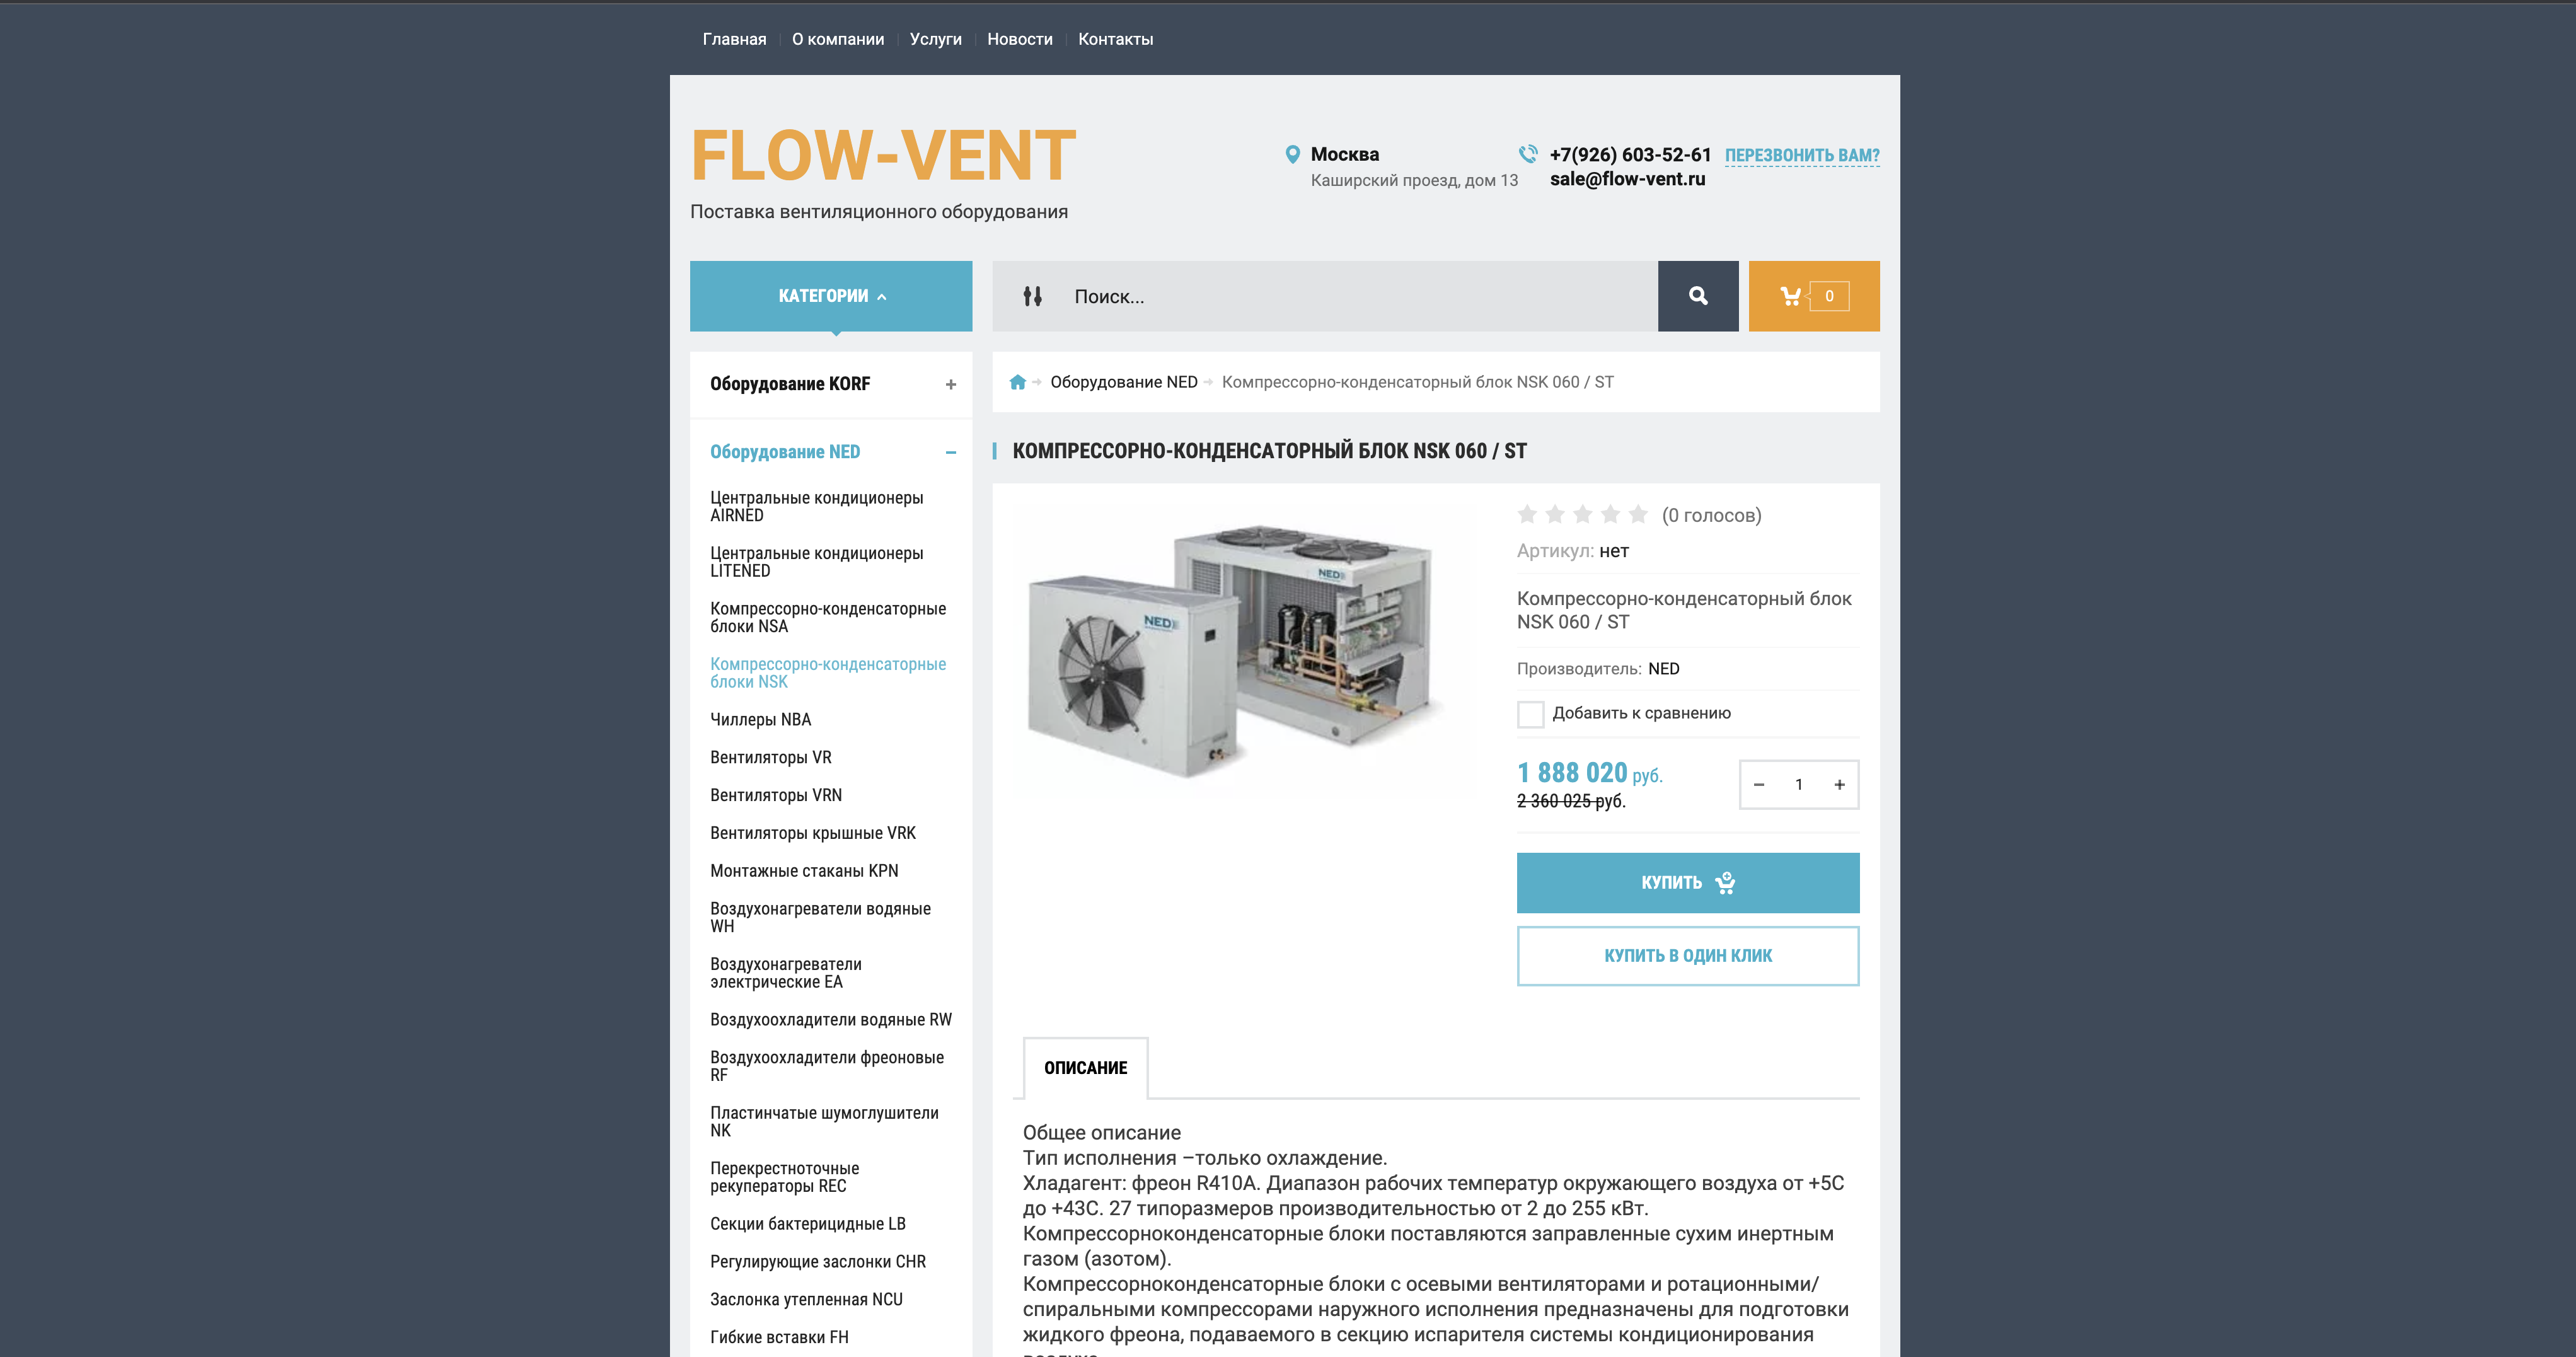 Главная
О компании
Услуги
Новости
Контакты
FLOW-VENT
Поставка вентиляционного оборудования
Москва
Каширский проезд, дом 13
+7(926) 603-52-61
sale@flow-vent.ru
ПЕРЕЗВОНИТЬ ВАМ?
КАТЕГОРИИ
Поиск...
0
Оборудование KORF
+
Оборудование NED
−
Центральные кондиционеры
AIRNED
Центральные кондиционеры
LITENED
Компрессорно-конденсаторные
блоки NSA
Компрессорно-конденсаторные
блоки NSK
Чиллеры NBA
Вентиляторы VR
Вентиляторы VRN
Вентиляторы крышные VRK
Монтажные стаканы KPN
Воздухонагреватели водяные
WH
Воздухонагреватели
электрические EA
Воздухоохладители водяные RW
Воздухоохладители фреоновые
RF
Пластинчатые шумоглушители
NK
Перекрестноточные
рекуператоры REC
Секции бактерицидные LB
Регулирующие заслонки CHR
Заслонка утепленная NCU
Гибкие вставки FH
Оборудование NED
Компрессорно-конденсаторный блок NSK 060 / ST
КОМПРЕССОРНО-КОНДЕНСАТОРНЫЙ БЛОК NSK 060 / ST
NED
NED
(0 голосов)
Артикул: нет
Компрессорно-конденсаторный блок
NSK 060 / ST
Производитель: NED
Добавить к сравнению
1 888 020 руб.
2 360 025 руб.
− 1 +
КУПИТЬ
КУПИТЬ В ОДИН КЛИК
ОПИСАНИЕ
Общее описание
Тип исполнения –только охлаждение.
Хладагент: фреон R410A. Диапазон рабочих температур окружающего воздуха от +5С
до +43С. 27 типоразмеров производительностью от 2 до 255 кВт.
Компрессорноконденсаторные блоки поставляются заправленные сухим инертным
газом (азотом).
Компрессорноконденсаторные блоки с осевыми вентиляторами и ротационными/
спиральными компрессорами наружного исполнения предназначены для подготовки
жидкого фреона, подаваемого в секцию испарителя системы кондиционирования